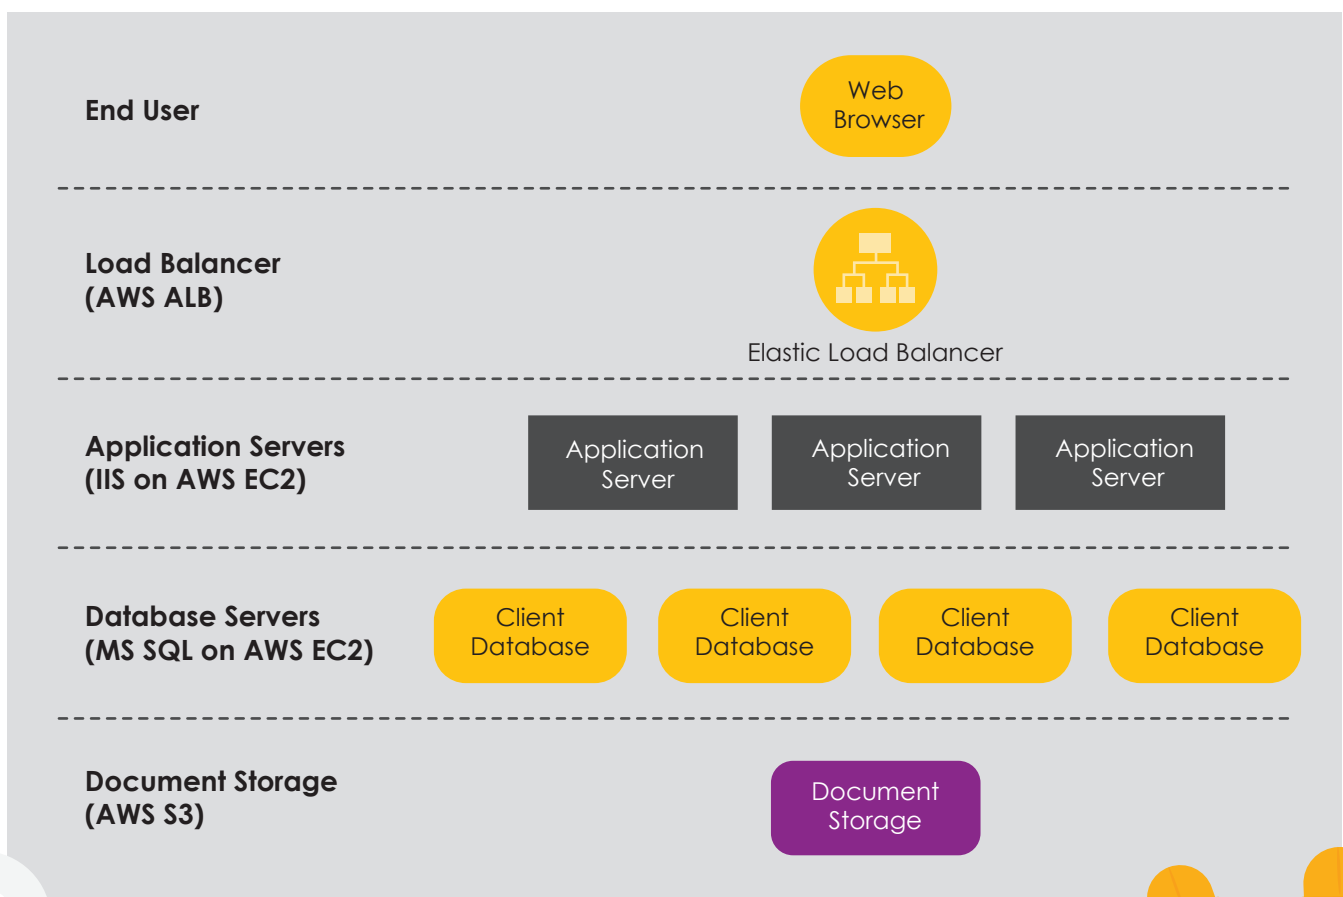 End User
Web
Browser
Load Balancer
(AWS ALB)
Elastic Load Balancer
Application Servers
(IIS on AWS EC2)
Application
Server
Application
Server
Application
Server
Database Servers
(MS SQL on AWS EC2)
Client
Database
Client
Database
Client
Database
Client
Database
Document Storage
(AWS S3)
Document
Storage